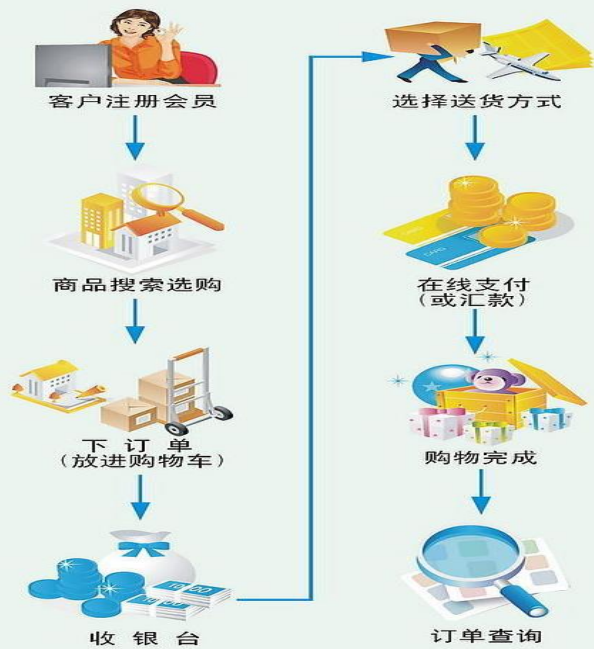 客户注册会员
商品搜索选购
下订单
(放进购物车)
收银台
选择送货方式
在线支付
(或汇款)
购物完成
订单查询